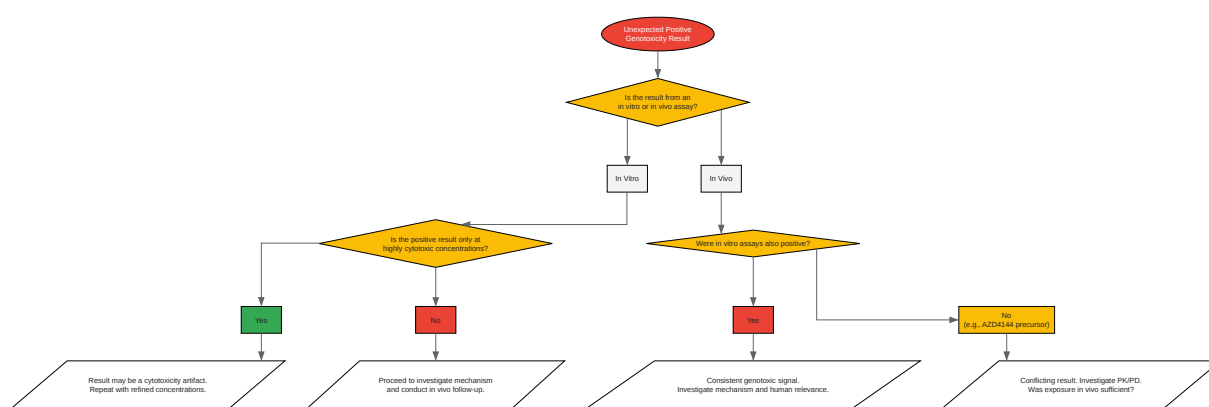 Unexpected Positive
Genotoxicity Result
Is the result from an
in vitro or in vivo assay?
In Vitro
In Vivo
Is the positive result only at
highly cytotoxic concentrations?
Were in vitro assays also positive?
Yes
No
Yes
No
(e.g., AZD4144 precursor)
Result may be a cytotoxicity artifact.
Repeat with refined concentrations.
Proceed to investigate mechanism
and conduct in vivo follow-up.
Consistent genotoxic signal.
Investigate mechanism and human relevance.
Conflicting result. Investigate PK/PD.
Was exposure in vivo sufficient?